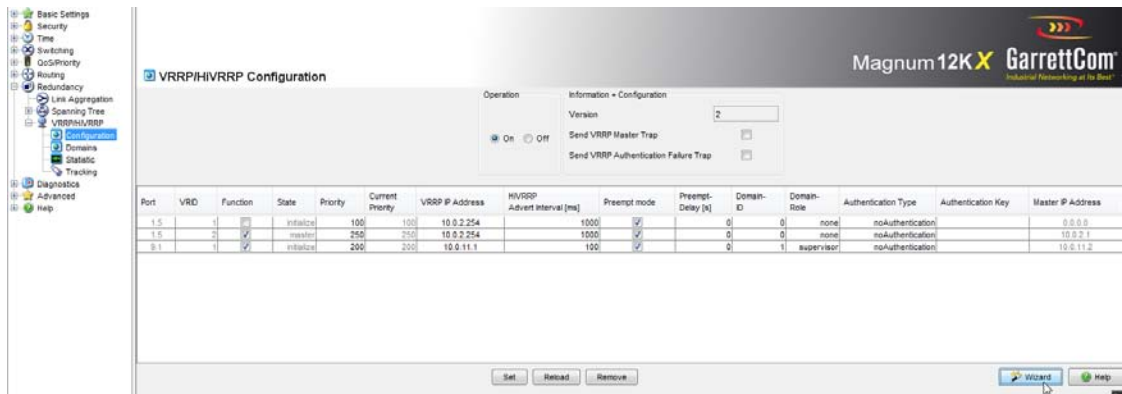 Basic Settings
Security
Time
Switching
QoS/Priority
Routing
Redundancy
Link Aggregation
Spanning Tree
VRRP/HiVRRP
Configuration
Domains
Statistic
Tracking
Diagnostics
Advanced
Help
Magnum 12KX GarrettCom
Industrial Networking at Its Best
VRRP/HiVRRP Configuration
Operation
On Off
Information + Configuration
Version 2
Send VRRP Master Trap
Send VRRP Authentication Failure Trap
Port VRID Function State Priority Current Priority VRRP IP Address HiVRRP Advert Interval [ms] Preempt mode Preempt-Delay [s] Domain-ID Domain-Role Authentication Type Authentication Key Master IP Address
1.5 1 initialize 100 100 10.0.2.254 1000 0 0 none noAuthentication 0.0.0.0
1.5 2 master 250 250 10.0.2.254 1000 0 0 none noAuthentication 10.0.2.1
9.1 1 initialize 200 200 10.0.11.1 100 0 1 supervisor noAuthentication 10.0.11.2
Set Reload Remove Wizard Help